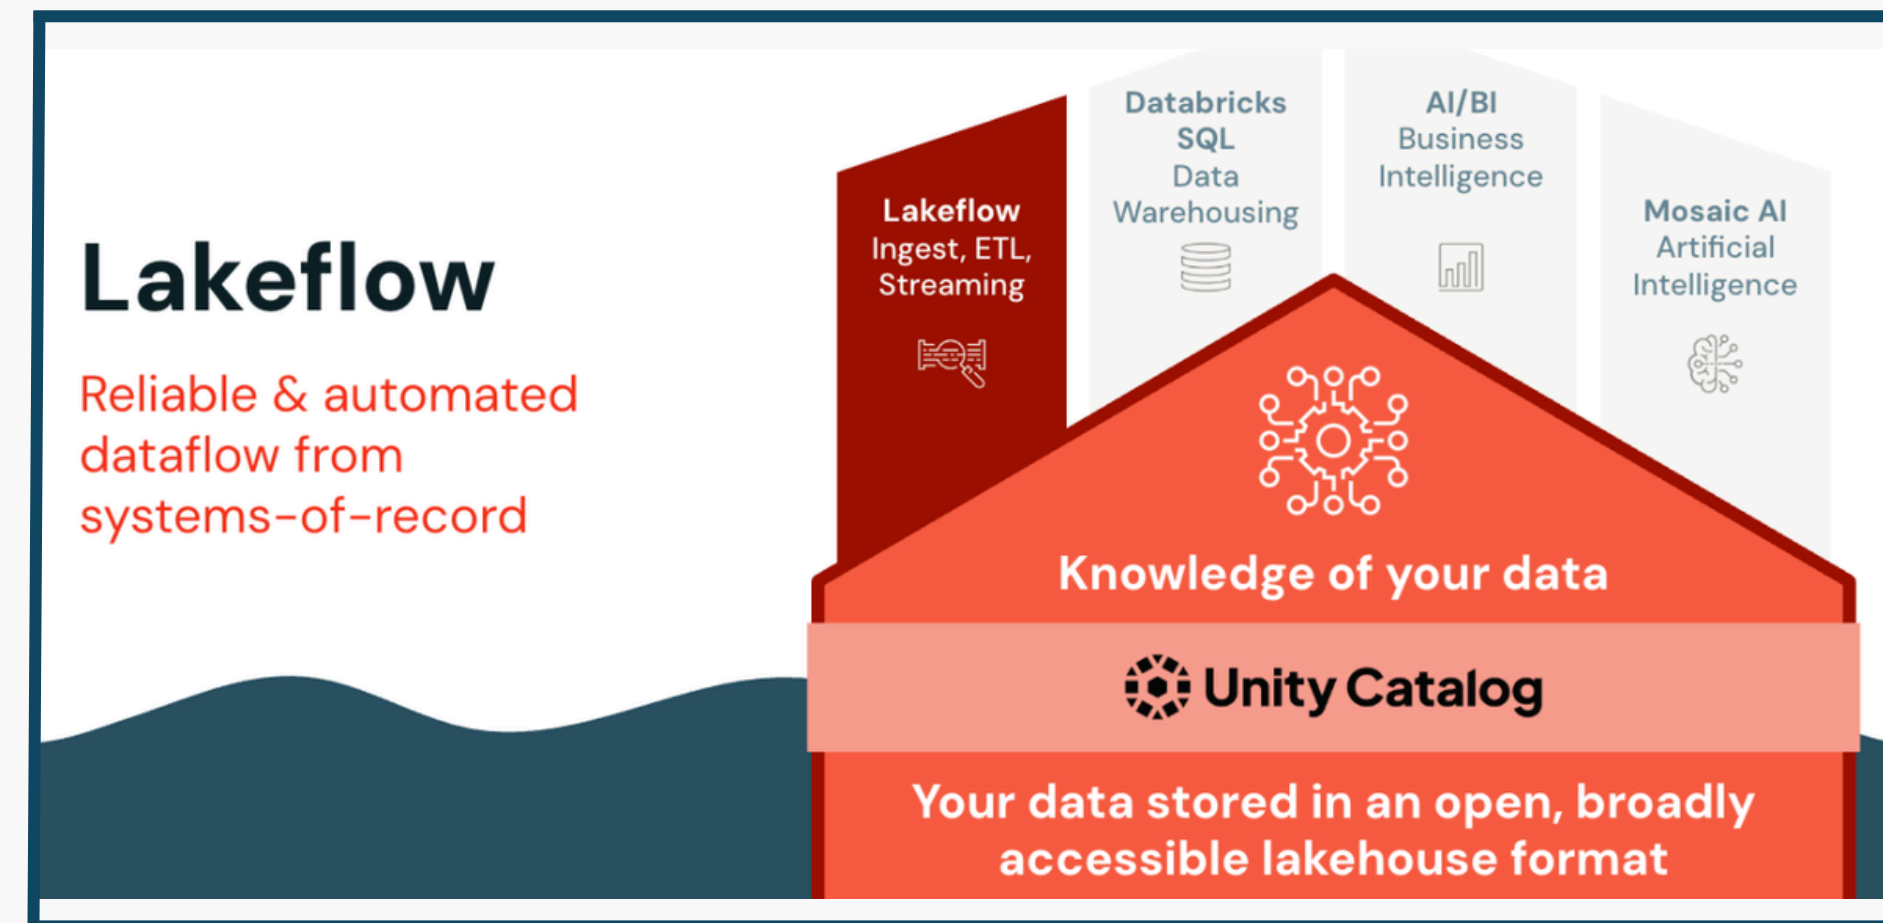 Lakeflow
Reliable & automated
dataflow from
systems-of-record
Lakeflow
Ingest, ETL,
Streaming
Databricks
SQL
Data
Warehousing
AI/BI
Business
Intelligence
Mosaic AI
Artificial
Intelligence
Knowledge of your data
Unity Catalog
Your data stored in an open, broadly
accessible lakehouse format